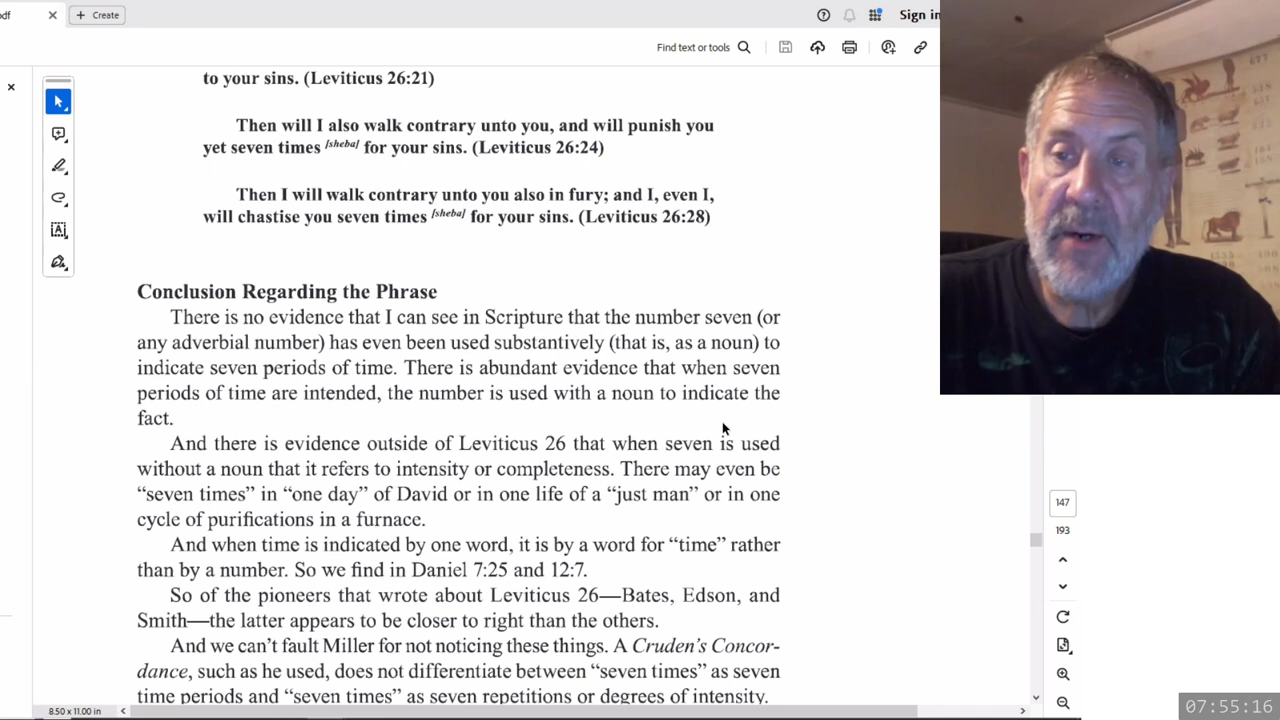 odf
Create
Sign in
Find text or tools
to your sins. (Leviticus 26:21)
Then will I also walk contrary unto you, and will punish you
yet seven times [sheba] for your sins. (Leviticus 26:24)
Then I will walk contrary unto you also in fury; and I, even I,
will chastise you seven times [sheba] for your sins. (Leviticus 26:28)
Conclusion Regarding the Phrase
There is no evidence that I can see in Scripture that the number seven (or
any adverbial number) has even been used substantively (that is, as a noun) to
indicate seven periods of time. There is abundant evidence that when seven
periods of time are intended, the number is used with a noun to indicate the
fact.
And there is evidence outside of Leviticus 26 that when seven is used
without a noun that it refers to intensity or completeness. There may even be
“seven times” in “one day” of David or in one life of a “just man” or in one
cycle of purifications in a furnace.
And when time is indicated by one word, it is by a word for “time” rather
than by a number. So we find in Daniel 7:25 and 12:7.
So of the pioneers that wrote about Leviticus 26—Bates, Edson, and
Smith—the latter appears to be closer to right than the others.
And we can’t fault Miller for not noticing these things. A Cruden’s Concor-
dance, such as he used, does not differentiate between “seven times” as seven
time periods and “seven times” as seven repetitions or degrees of intensity.
147
193
8.50 x 11.00 in
677
07:55:16